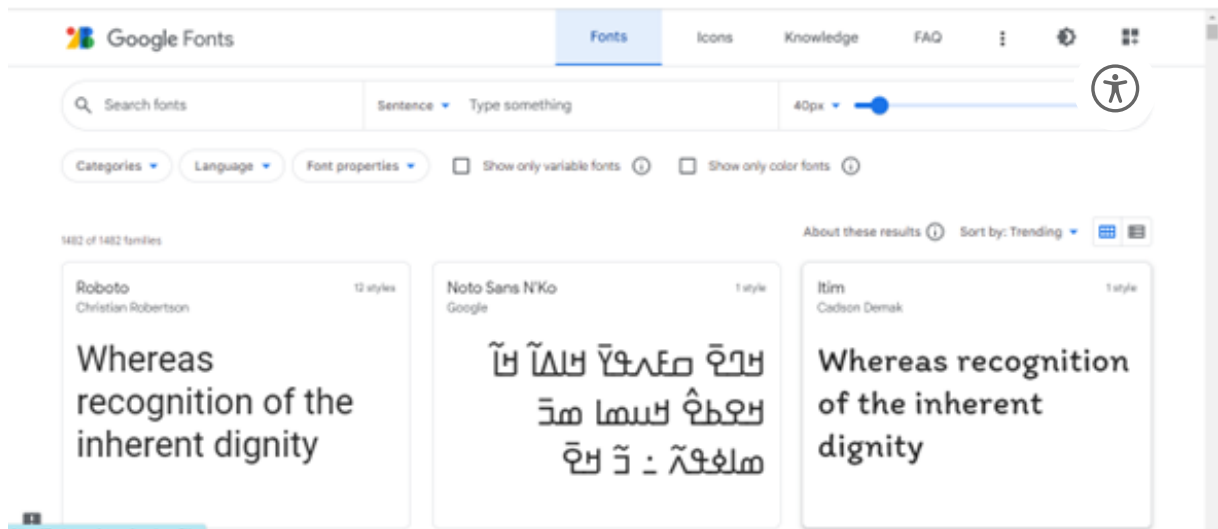 Google Fonts
Fonts
Icons
Knowledge
FAQ
Search fonts
Sentence
Type something
40px
Categories
Language
Font properties
Show only variable fonts
Show only color fonts
1482 of 1482 families
About these results
Sort by: Trending
Roboto
12 styles
Christian Robertson
Whereas
recognition of the
inherent dignity
Noto Sans N'Ko
1 style
Google
Itim
1 style
Cadson Demak
Whereas recognition
of the inherent
dignity